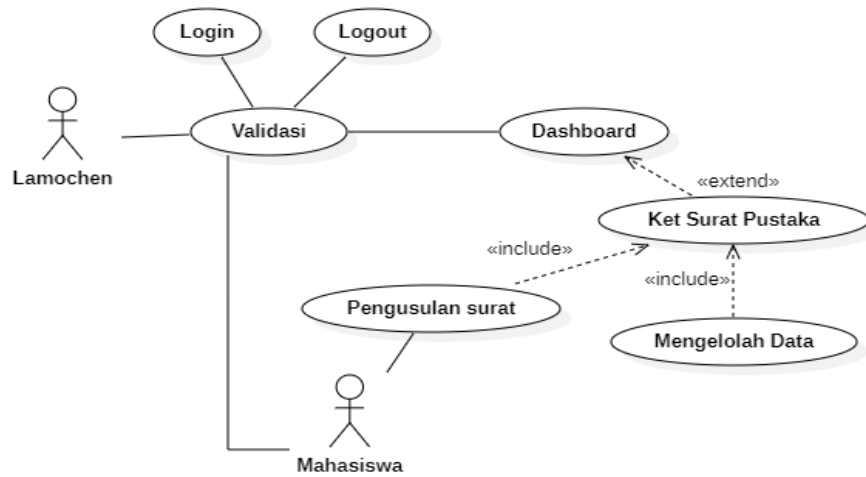 Login
Logout
Validasi
Dashboard
Lamochen
«extend»
Ket Surat Pustaka
«include»
«include»
Pengusulan surat
Mengelolah Data
Mahasiswa